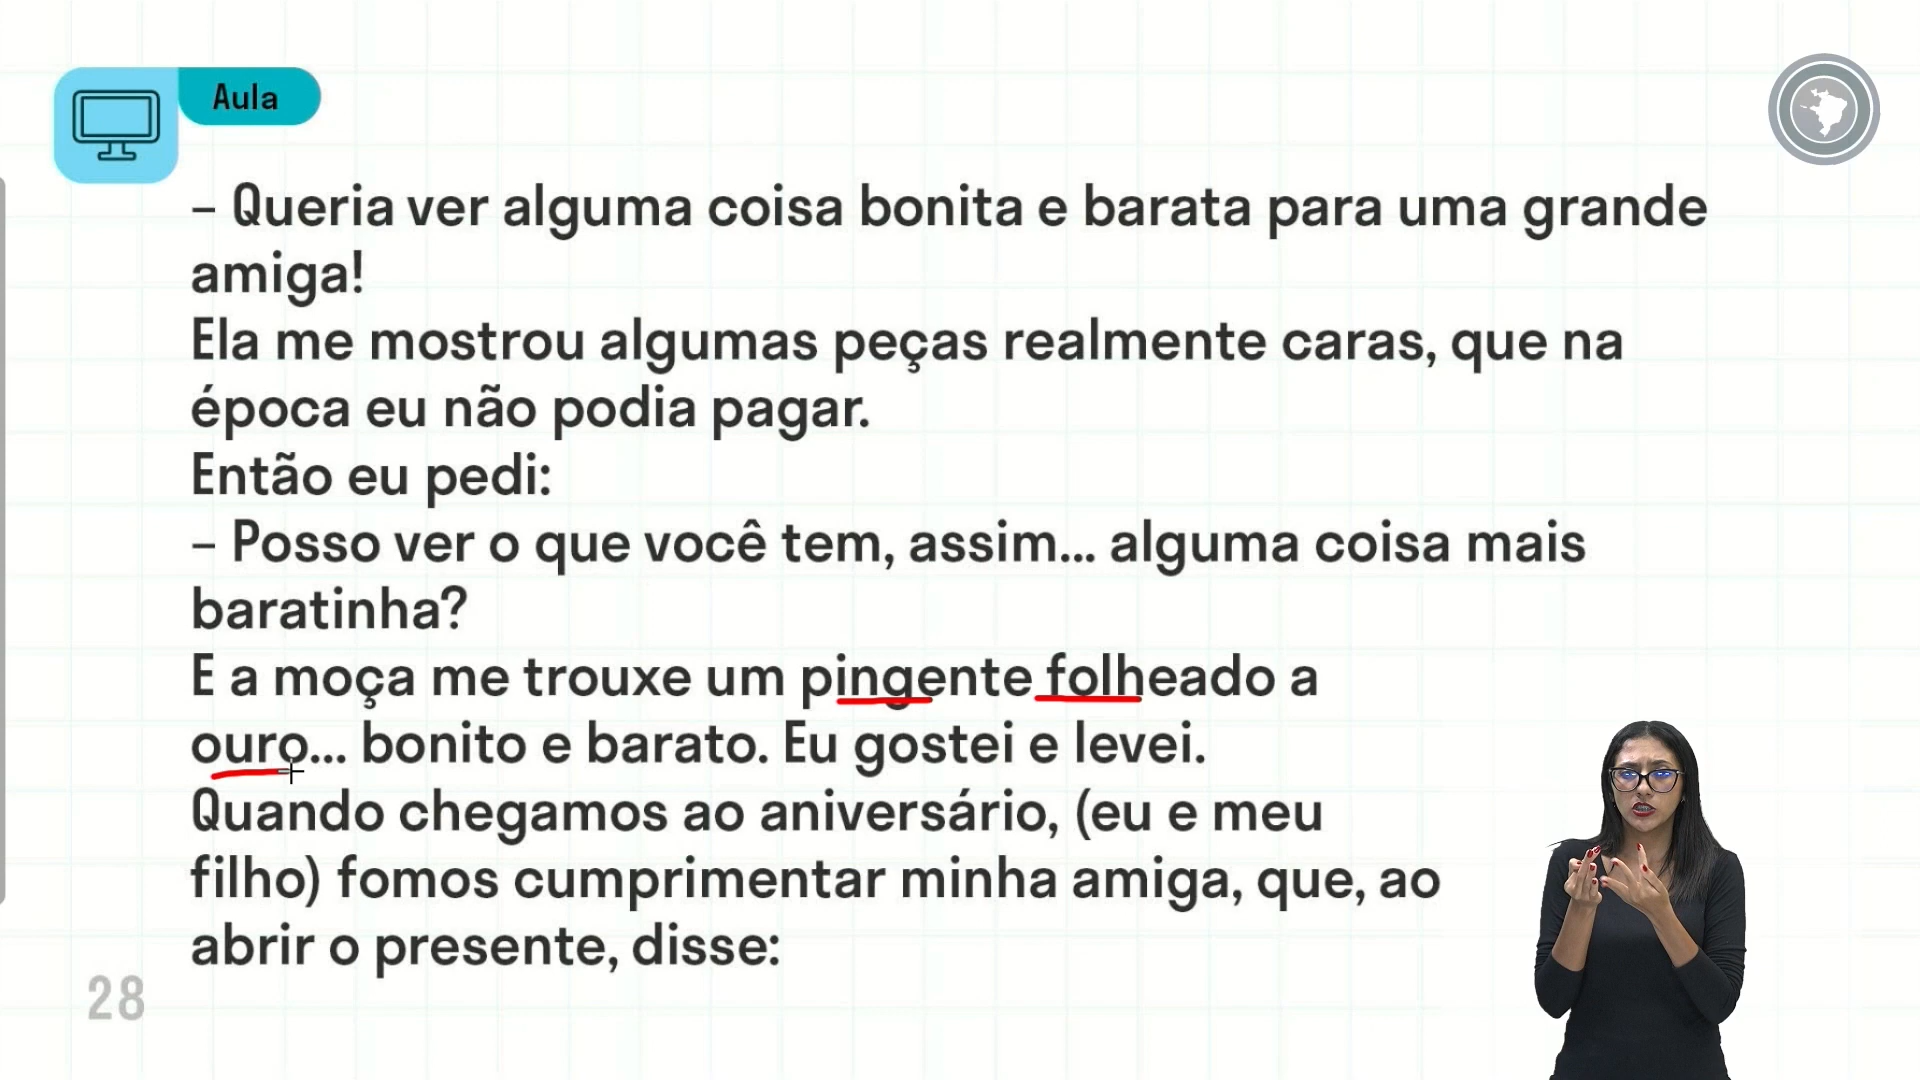 Aula
– Queria ver alguma coisa bonita e barata para uma grande
amiga!
Ela me mostrou algumas peças realmente caras, que na
época eu não podia pagar.
Então eu pedi:
– Posso ver o que você tem, assim... alguma coisa mais
baratinha?
E a moça me trouxe um pingente folheado a
ouro... bonito e barato. Eu gostei e levei.
Quando chegamos ao aniversário, (eu e meu
filho) fomos cumprimentar minha amiga, que, ao
abrir o presente, disse:
28